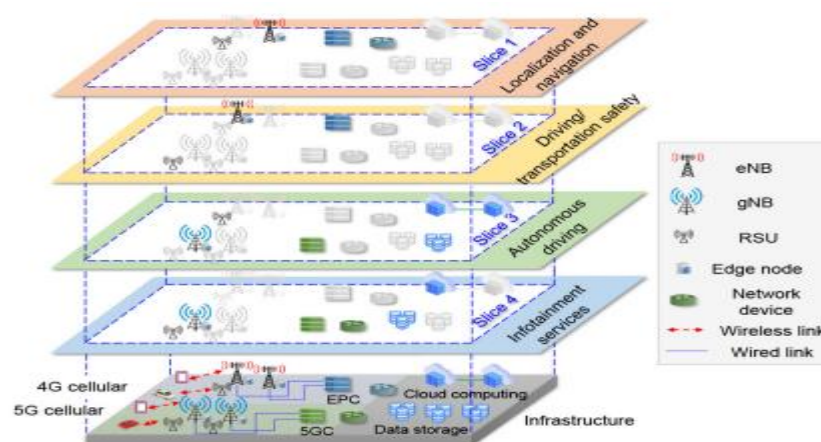 Slice 1
Localization and
navigation
Slice 2
Driving/
transportation safety
Slice 3
Autonomous
driving
Slice 4
Infotainment
services
4G cellular
5G cellular
EPC
Cloud computing
5GC
Data storage
Infrastructure
eNB
gNB
RSU
Edge node
Network
device
Wireless link
Wired link